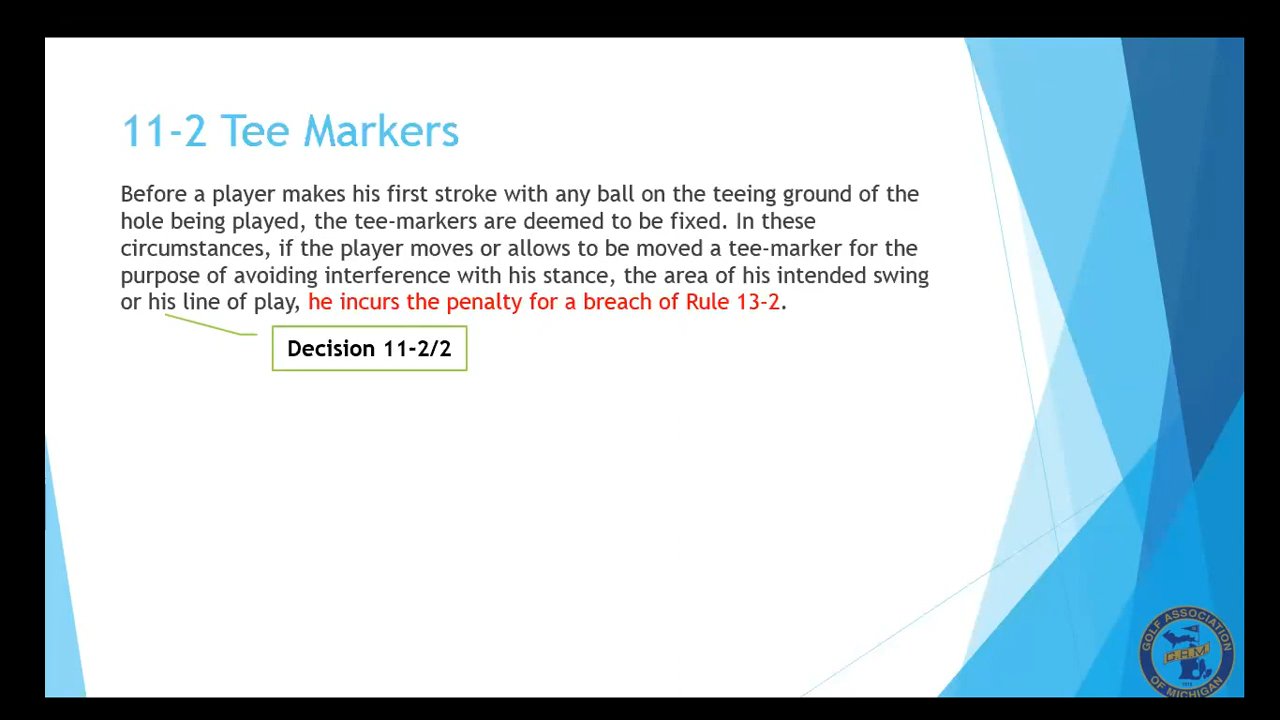 11-2 Tee Markers
Before a player makes his first stroke with any ball on the teeing ground of the
hole being played, the tee-markers are deemed to be fixed. In these
circumstances, if the player moves or allows to be moved a tee-marker for the
purpose of avoiding interference with his stance, the area of his intended swing
or his line of play, he incurs the penalty for a breach of Rule 13-2.
Decision 11-2/2
GOLF ASSOCIATION
G.A.M.
OF MICHIGAN